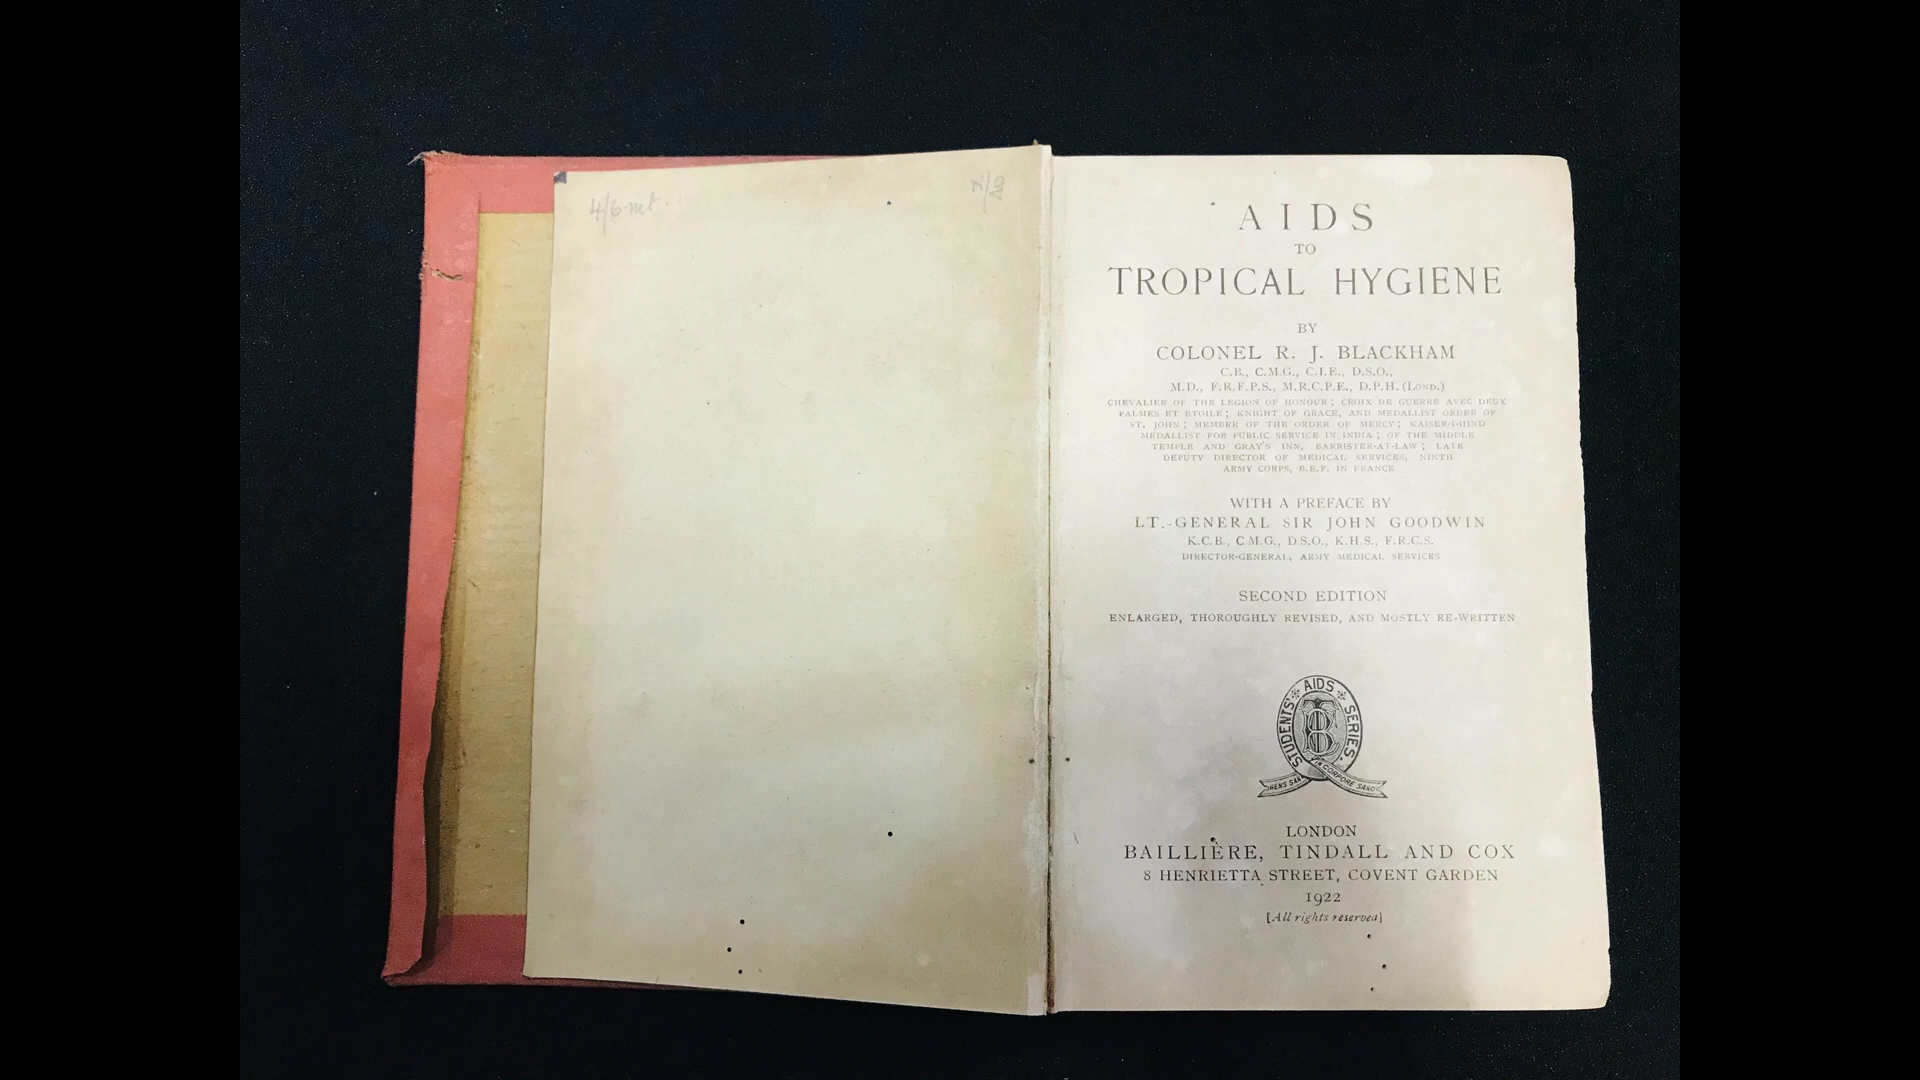 4/6 net.
AIDS
TO
TROPICAL HYGIENE
BY
COLONEL R. J. BLACKHAM
C.B., C.M.G., C.I.E., D.S.O.,
M.D., F.R.F.P.S., M.R.C.P.E., D.P.H. (LOND.)
CHEVALIER OF THE LEGION OF HONOUR; CROIX DE GUERRE AVEC DEUX
PALMES ET ETOILE; KNIGHT OF GRACE, AND MEDALLIST ORDER OF
ST. JOHN; MEMBER OF THE ORDER OF MERCY; KAISER-I-HIND
MEDALLIST FOR PUBLIC SERVICE IN INDIA; OF THE MIDDLE
TEMPLE AND GRAY'S INN, BARRISTER-AT-LAW; LATE
DEPUTY DIRECTOR OF MEDICAL SERVICES, NINTH
ARMY CORPS, B.E.F. IN FRANCE
WITH A PREFACE BY
LT.-GENERAL SIR JOHN GOODWIN
K.C.B., C.M.G., D.S.O., K.H.S., F.R.C.S.
DIRECTOR-GENERAL, ARMY MEDICAL SERVICES
SECOND EDITION
ENLARGED, THOROUGHLY REVISED, AND MOSTLY RE-WRITTEN
STUDENTS' AIDS SERIES
BTC
MENS SANA IN CORPORE SANO
LONDON
BAILLIÈRE, TINDALL AND COX
8 HENRIETTA STREET, COVENT GARDEN
1922
[All rights reserved]